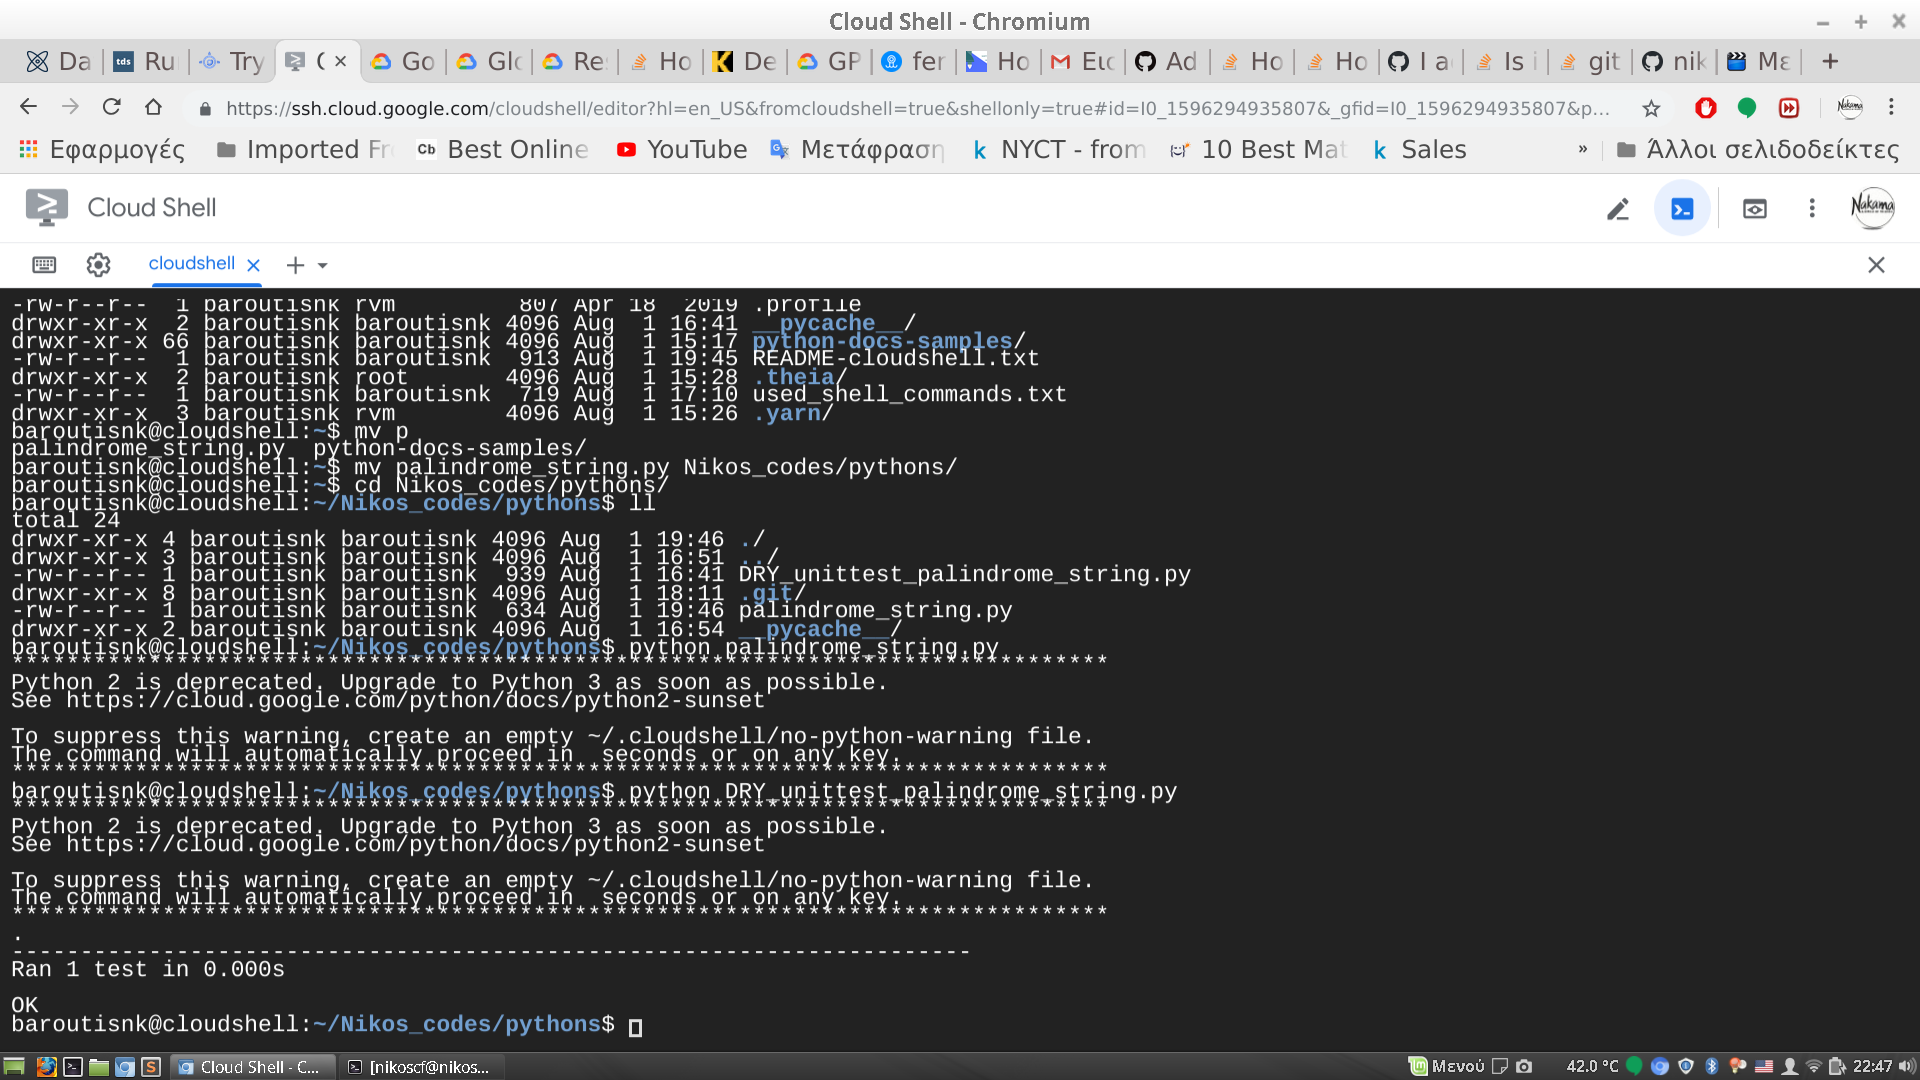 Cloud Shell - Chromium
Da Ru Try ( Go Glo Re Ho De GP fer Ho Ειc Ad Ho Ho I a Is i git nik Me
https://ssh.cloud.google.com/cloudshell/editor?hl=en_US&fromcloudshell=true&shellonly=true#id=I0_1596294935807&_gfid=I0_1596294935807&p...
Εφαρμογές Imported Fr Cb Best Online YouTube Μετάφραση NYCT - from 10 Best Mat Sales » Άλλοι σελιδοδείκτες
Cloud Shell
Nakama
cloudshell
-rw-r--r--  1 baroutisnk rvm         807 Apr 18  2019 .profile
drwxr-xr-x  2 baroutisnk baroutisnk 4096 Aug  1 16:41 __pycache__/
drwxr-xr-x 66 baroutisnk baroutisnk 4096 Aug  1 15:17 python-docs-samples/
-rw-r--r--  1 baroutisnk baroutisnk  913 Aug  1 19:45 README-cloudshell.txt
drwxr-xr-x  2 baroutisnk root       4096 Aug  1 15:28 .theia/
-rw-r--r--  1 baroutisnk baroutisnk  719 Aug  1 17:10 used_shell_commands.txt
drwxr-xr-x  3 baroutisnk rvm        4096 Aug  1 15:26 .yarn/
baroutisnk@cloudshell:~$ mv p
palindrome_string.py  python-docs-samples/
baroutisnk@cloudshell:~$ mv palindrome_string.py Nikos_codes/pythons/
baroutisnk@cloudshell:~$ cd Nikos_codes/pythons/
baroutisnk@cloudshell:~/Nikos_codes/pythons$ ll
total 24
drwxr-xr-x 4 baroutisnk baroutisnk 4096 Aug  1 19:46 ./
drwxr-xr-x 3 baroutisnk baroutisnk 4096 Aug  1 16:51 ../
-rw-r--r-- 1 baroutisnk baroutisnk  939 Aug  1 16:41 DRY_unittest_palindrome_string.py
drwxr-xr-x 8 baroutisnk baroutisnk 4096 Aug  1 18:11 .git/
-rw-r--r-- 1 baroutisnk baroutisnk  634 Aug  1 19:46 palindrome_string.py
drwxr-xr-x 2 baroutisnk baroutisnk 4096 Aug  1 16:54 __pycache__/
baroutisnk@cloudshell:~/Nikos_codes/pythons$ python palindrome_string.py
********************************************************************************
Python 2 is deprecated. Upgrade to Python 3 as soon as possible.
See https://cloud.google.com/python/docs/python2-sunset
To suppress this warning, create an empty ~/.cloudshell/no-python-warning file.
The command will automatically proceed in  seconds or on any key.
********************************************************************************
baroutisnk@cloudshell:~/Nikos_codes/pythons$ python DRY_unittest_palindrome_string.py
********************************************************************************
Python 2 is deprecated. Upgrade to Python 3 as soon as possible.
See https://cloud.google.com/python/docs/python2-sunset
To suppress this warning, create an empty ~/.cloudshell/no-python-warning file.
The command will automatically proceed in  seconds or on any key.
********************************************************************************
.
----------------------------------------------------------------------
Ran 1 test in 0.000s
OK
baroutisnk@cloudshell:~/Nikos_codes/pythons$
Cloud Shell - C... [nikoscf@nikos... Μενού 42.0 °C 22:47